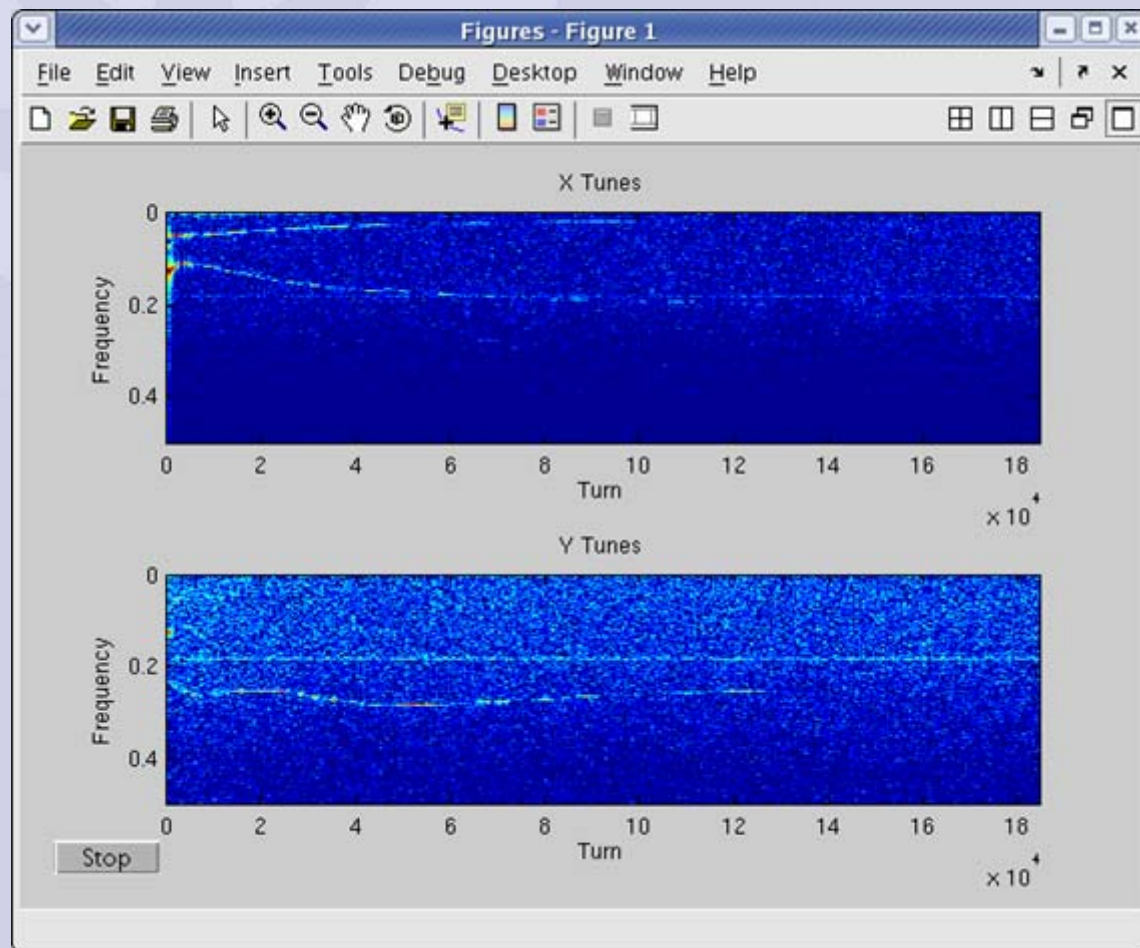 Figures - Figure 1
File Edit View Insert Tools Debug Desktop Window Help
X Tunes
0
0.2
0.4
Frequency
0 2 4 6 8 10 12 14 16 18
Turn
x 10 4
Y Tunes
0
0.2
0.4
Frequency
0 2 4 6 8 10 12 14 16 18
Turn
x 10 4
Stop